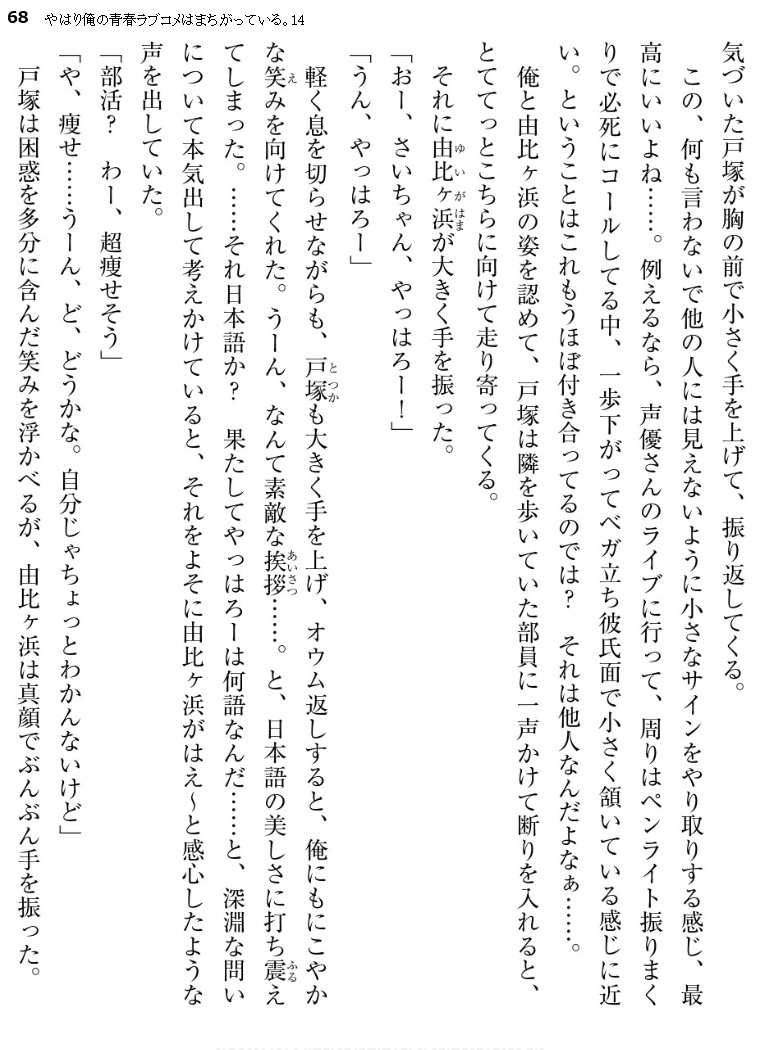 68 やはり俺の青春ラブコメはまちがっている。14
気づいた戸塚が胸の前で小さく手を上げて、振り返してくる。
この、何も言わないで他の人には見えないように小さなサインをやり取りする感じ、最
高にいいよね……。例えるなら、声優さんのライブに行って、周りはペンライト振りまく
りで必死にコールしてる中、一歩下がってベガ立ち彼氏面で小さく頷いている感じに近
い。ということはこれもうほぼ付き合ってるのでは？　それは他人なんだよなぁ……。
俺と由比ヶ浜の姿を認めて、戸塚は隣を歩いていた部員に一声かけて断りを入れると、
とててっとこちらに向けて走り寄ってくる。
それに由比ヶ浜が大きく手を振った。
「おー、さいちゃん、やっはろー！」
「うん、やっはろー」
軽く息を切らせながらも、戸塚も大きく手を上げ、オウム返しすると、俺にもにこやか
な笑みを向けてくれた。うーん、なんて素敵な挨拶……。と、日本語の美しさに打ち震え
てしまった。……それ日本語か？　果たしてやっはろーは何語なんだ……と、深淵な問い
について本気出して考えかけていると、それをよそに由比ヶ浜がはえ～と感心したような
声を出していた。
「部活？　わー、超痩せそう」
「や、痩せ……うーん、ど、どうかな。自分じゃちょっとわかんないけど」
戸塚は困惑を多分に含んだ笑みを浮かべるが、由比ヶ浜は真顔でぶんぶん手を振った。